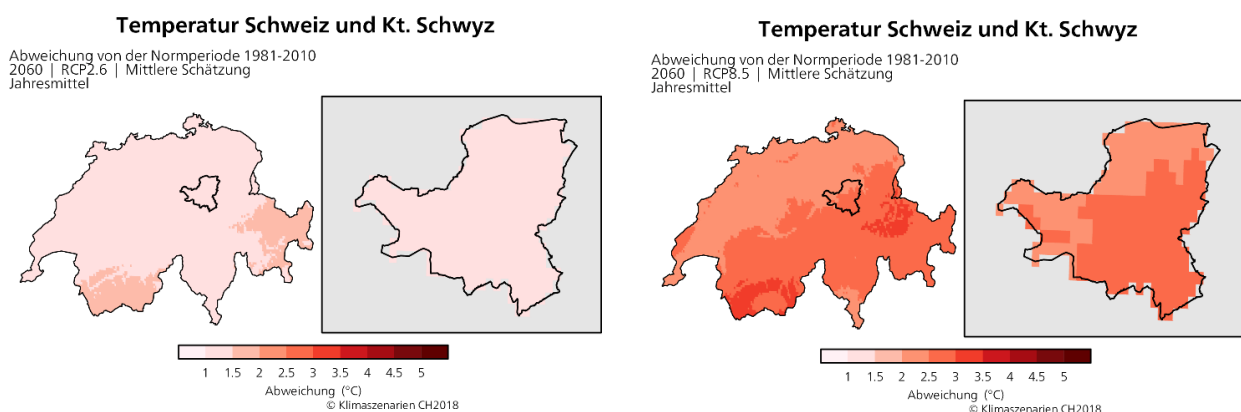 Temperatur Schweiz und Kt. Schwyz
Abweichung von der Normperiode 1981-2010
2060 | RCP2.6 | Mittlere Schätzung
Jahresmittel
1 1.5 2 2.5 3 3.5 4 4.5 5
Abweichung (°C)
© Klimaszenarien CH2018
Temperatur Schweiz und Kt. Schwyz
Abweichung von der Normperiode 1981-2010
2060 | RCP8.5 | Mittlere Schätzung
Jahresmittel
1 1.5 2 2.5 3 3.5 4 4.5 5
Abweichung (°C)
© Klimaszenarien CH2018